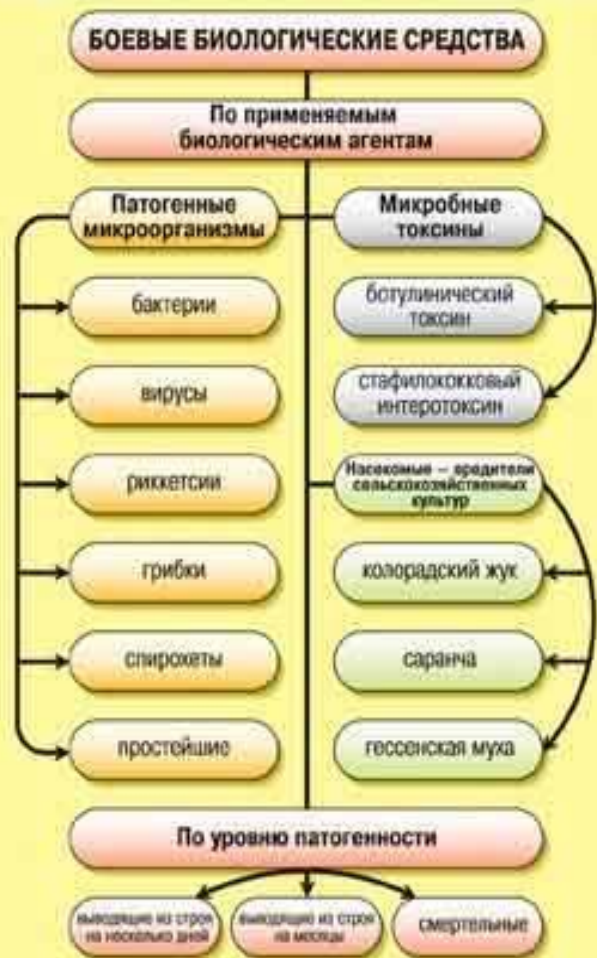 БОЕВЫЕ БИОЛОГИЧЕСКИЕ СРЕДСТВА
По применяемым
биологическим агентам
Патогенные
микроорганизмы
бактерии
вирусы
риккетсии
грибки
спирохеты
простейшие
Микробные
токсины
ботулинический
токсин
стафилококковый
интеротоксин
Насекомые – вредители
сельскохозяйственных
культур
колорадский жук
саранча
гессенская муха
По уровню патогенности
выводящие из строя
на несколько дней
выводящие из строя
на месяцы
смертельные